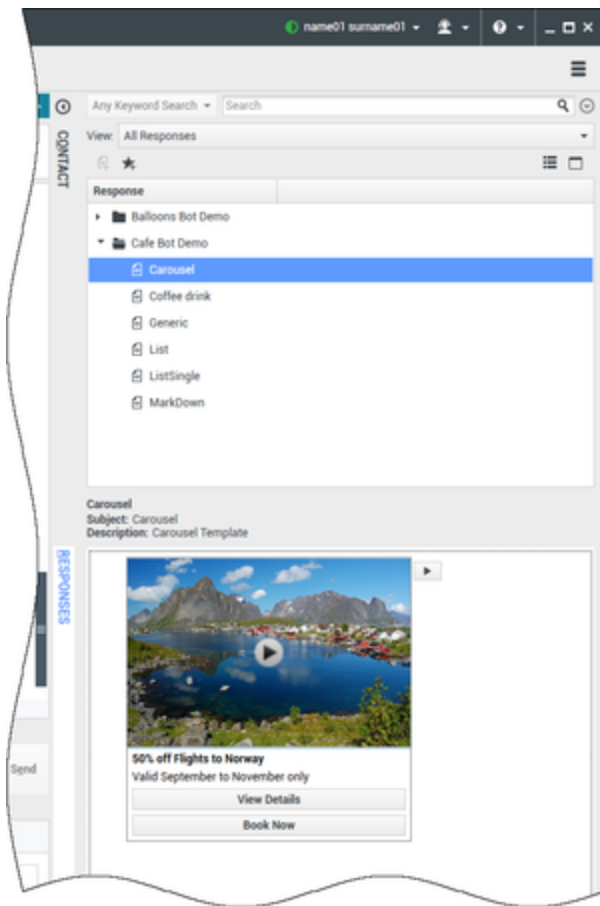 name01 surname01
Any Keyword Search Search
View: All Responses
CONTACT
Response
Balloons Bot Demo
Cafe Bot Demo
Carousel
Coffee drink
Generic
List
ListSingle
MarkDown
Carousel
Subject: Carousel
Description: Carousel Template
RESPONSES
50% off Flights to Norway
Valid September to November only
Send
View Details
Book Now